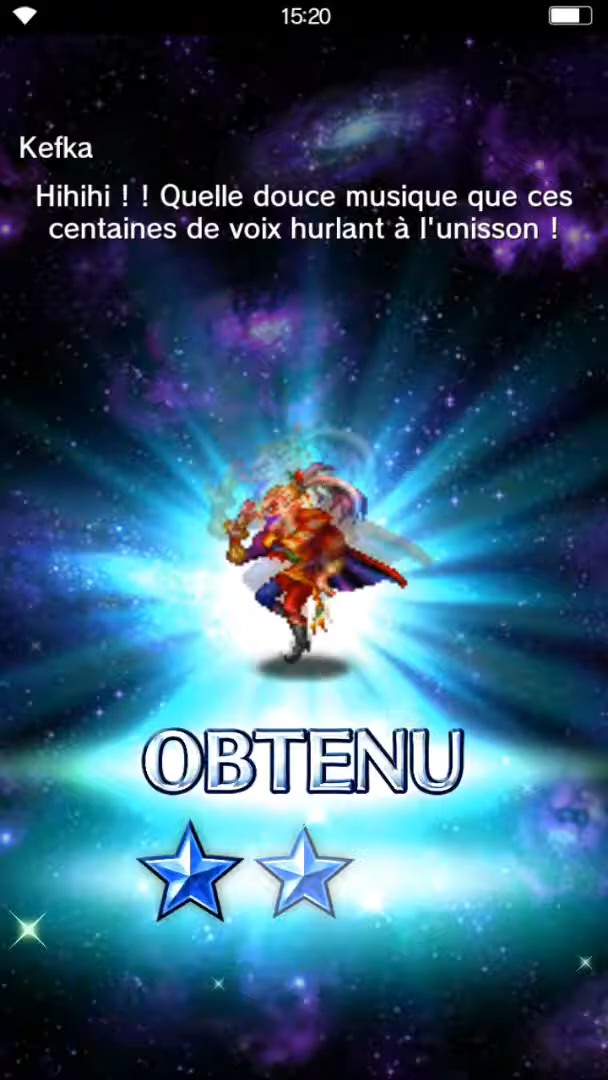 15:20
Kefka
Hihihi ! ! Quelle douce musique que ces
centaines de voix hurlant à l'unisson !
OBTENU